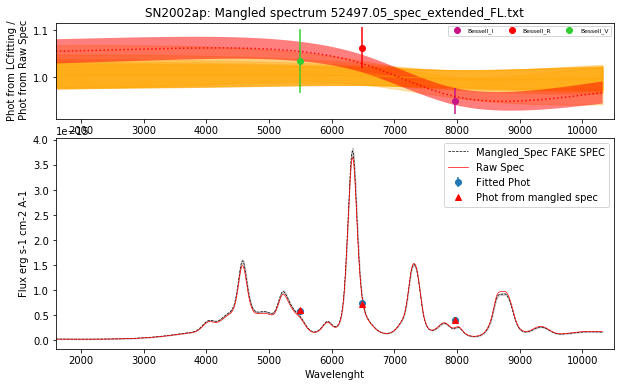 SN2002ap: Mangled spectrum 52497.05_spec_extended_FL.txt
Phot from LCfitting /
Phot from Raw Spec
1.1
1.0
Bessell_I
Bessell_R
Bessell_V
2000 3000 4000 5000 6000 7000 8000 9000 10000
Flux erg s-1 cm-2 A-1
4.0
3.5
3.0
2.5
2.0
1.5
1.0
0.5
0.0
Mangled_Spec FAKE SPEC
Raw Spec
Fitted Phot
Phot from mangled spec
2000 3000 4000 5000 6000 7000 8000 9000 10000
Wavelenght